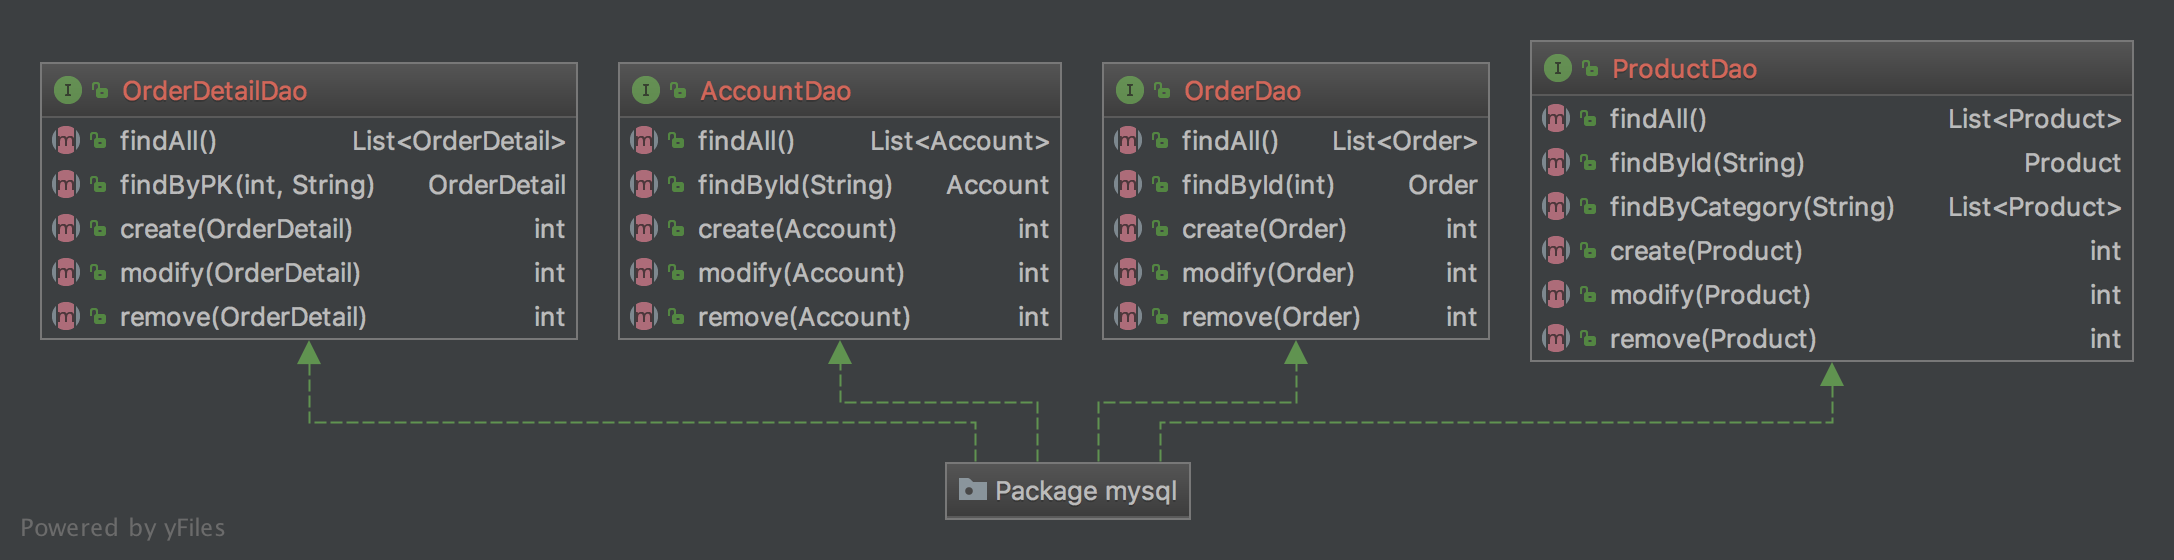 OrderDetailDao
findAll() List<OrderDetail>
findByPK(int, String) OrderDetail
create(OrderDetail) int
modify(OrderDetail) int
remove(OrderDetail) int
AccountDao
findAll() List<Account>
findById(String) Account
create(Account) int
modify(Account) int
remove(Account) int
OrderDao
findAll() List<Order>
findById(int) Order
create(Order) int
modify(Order) int
remove(Order) int
ProductDao
findAll() List<Product>
findById(String) Product
findByCategory(String) List<Product>
create(Product) int
modify(Product) int
remove(Product) int
Package mysql
Powered by yFiles